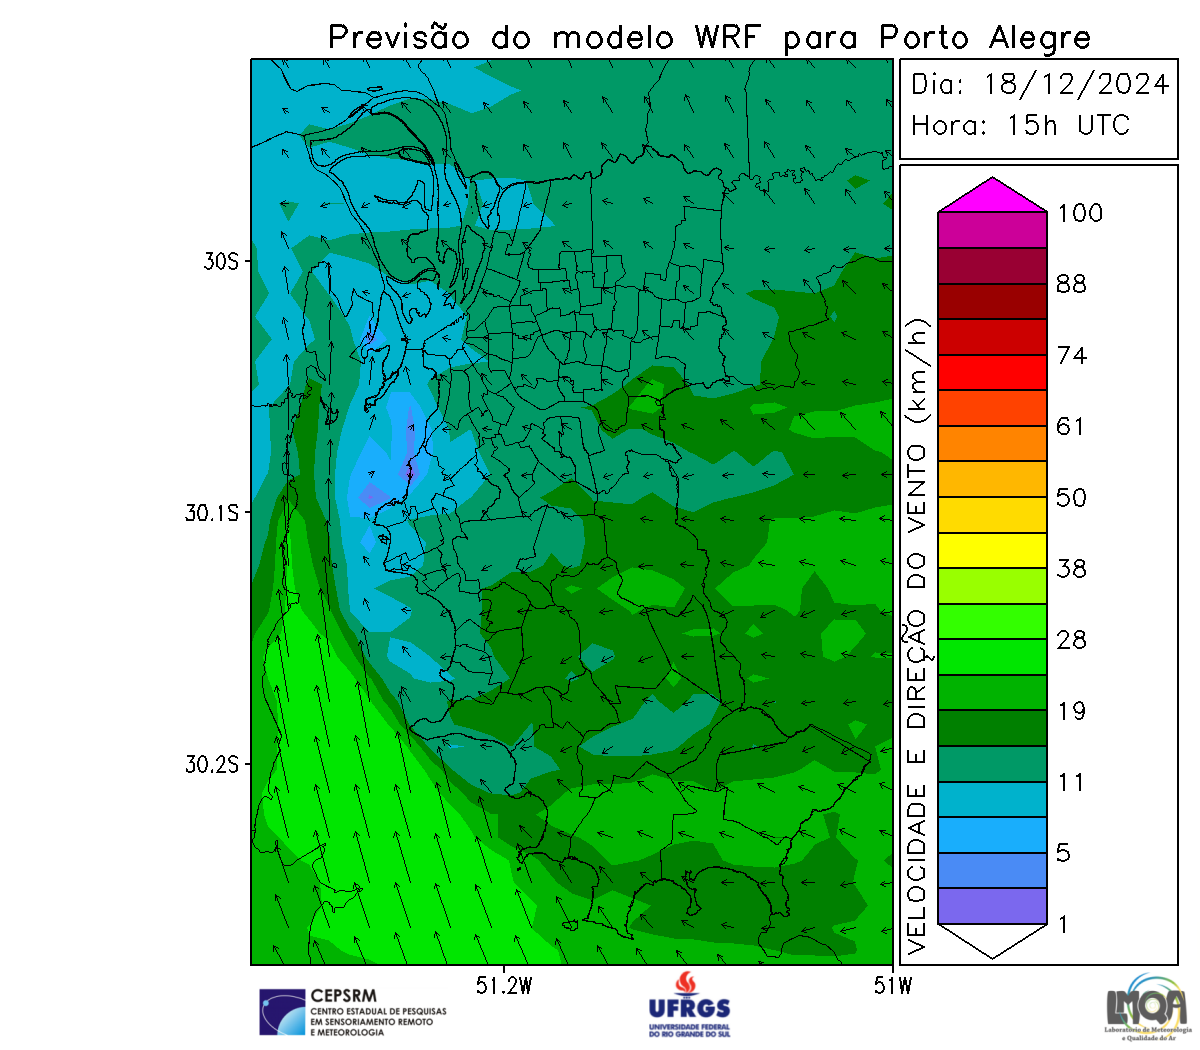 Previsão do modelo WRF para Porto Alegre
Dia: 18/12/2024
Hora: 15h UTC
30S
30.1S
30.2S
51.2W
51W
VELOCIDADE E DIREÇÃO DO VENTO (km/h)
100
88
74
61
50
38
28
19
11
5
1
CEPSRM
CENTRO ESTADUAL DE PESQUISAS
EM SENSORIAMENTO REMOTO
E METEOROLOGIA
UFRGS
UNIVERSIDADE FEDERAL
DO RIO GRANDE DO SUL
LMQA
Laboratório de Meteorologia
e Qualidade do Ar